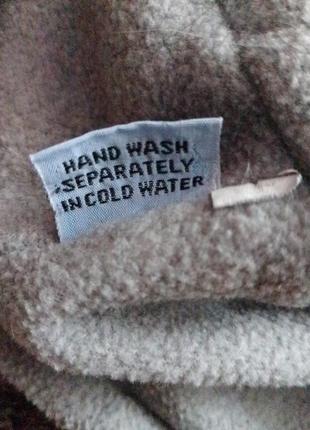 HAND WASH
SEPARATELY
IN COLD WATER